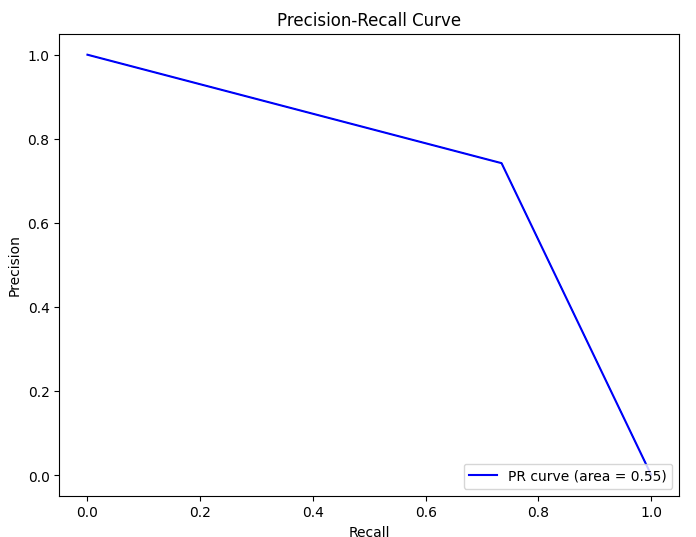 Precision-Recall Curve
1.0
0.8
0.6
0.4
0.2
0.0
Precision
PR curve (area = 0.55)
0.0 0.2 0.4 0.6 0.8 1.0
Recall